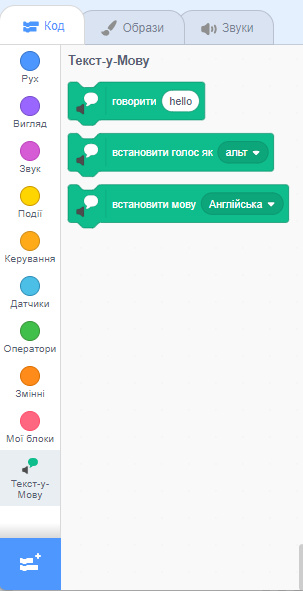 Код
Образи
Звуки
Рух
Вигляд
Звук
Події
Керування
Датчики
Оператори
Змінні
Мої блоки
Текст-у-
Мову
Текст-у-Мову
говорити hello
встановити голос як альт
встановити мову Англійська